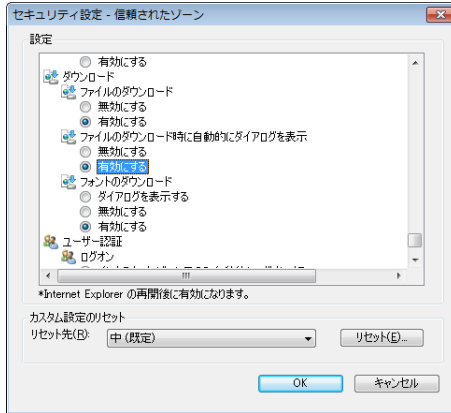 セキュリティ設定 - 信頼されたゾーン
設定
有効にする
ダウンロード
ファイルのダウンロード
無効にする
有効にする
ファイルのダウンロード時に自動的にダイアログを表示
無効にする
有効にする
フォントのダウンロード
ダイアログを表示する
無効にする
有効にする
ユーザー認証
ログオン
*Internet Explorer の再開後に有効になります。
カスタム設定のリセット
リセット先(R): 中 (既定) リセット(E)...
OK キャンセル